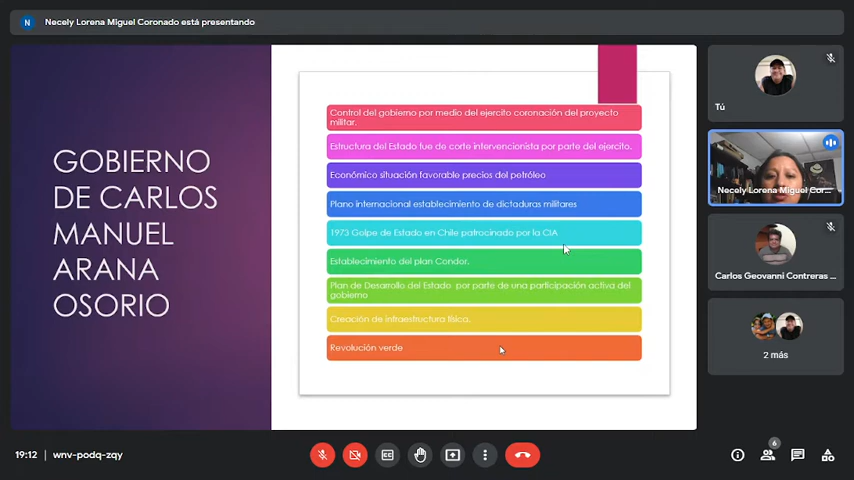 N Necely Lorena Miguel Coronado está presentando
GOBIERNO
DE CARLOS
MANUEL
ARANA
OSORIO
Control del gobierno por medio del ejercito coronación del proyecto
militar.
Estructura del Estado fue de corte intervencionista por parte del ejercito.
Económico situación favorable precios del petróleo
Plano internacional establecimiento de dictaduras militares
1973 Golpe de Estado en Chile patrocinado por la CIA
Establecimiento del plan Condor.
Plan de Desarrollo del Estado por parte de una participación activa del
gobierno
Creación de infraestructura física.
Revolución verde
Tú
Necely Lorena Miguel Cor...
Carlos Geovanni Contreras ...
2 más
19:12 wnv-podq-zqy
6